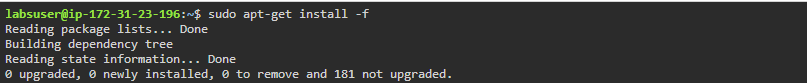 labsuser@ip-172-31-23-196:~$ sudo apt-get install -f
Reading package lists... Done
Building dependency tree
Reading state information... Done
0 upgraded, 0 newly installed, 0 to remove and 181 not upgraded.